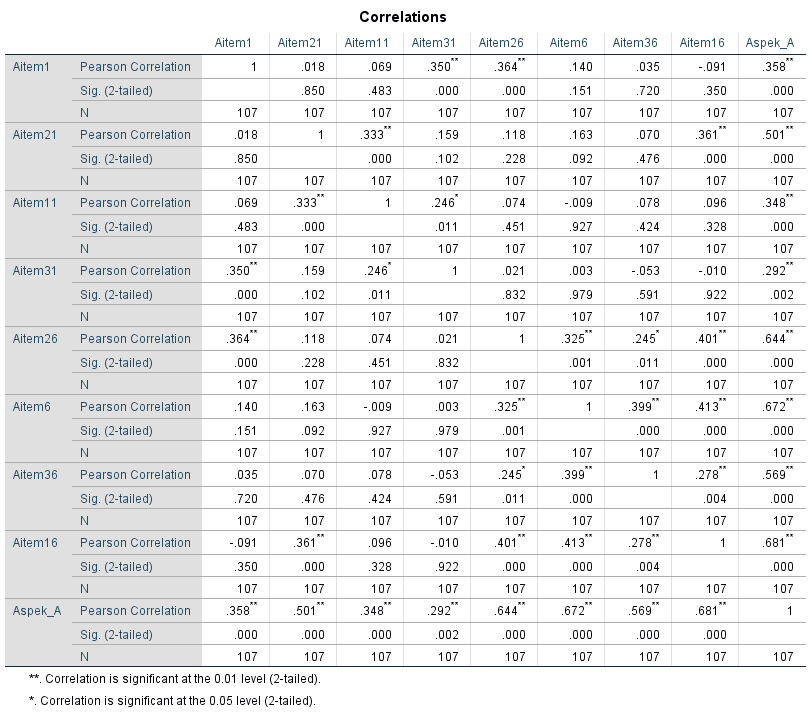 Correlations
Aitem1 Aitem21 Aitem11 Aitem31 Aitem26 Aitem6 Aitem36 Aitem16 Aspek_A
Aitem1 Pearson Correlation 1 .018 .069 .350** .364** .140 .035 -.091 .358**
Sig. (2-tailed) .850 .483 .000 .000 .151 .720 .350 .000
N 107 107 107 107 107 107 107 107 107
Aitem21 Pearson Correlation .018 1 .333** .159 .118 .163 .070 .361** .501**
Sig. (2-tailed) .850 .000 .102 .228 .092 .476 .000 .000
N 107 107 107 107 107 107 107 107 107
Aitem11 Pearson Correlation .069 .333** 1 .246* .074 -.009 .078 .096 .348**
Sig. (2-tailed) .483 .000 .011 .451 .927 .424 .328 .000
N 107 107 107 107 107 107 107 107 107
Aitem31 Pearson Correlation .350** .159 .246* 1 .021 .003 -.053 -.010 .292**
Sig. (2-tailed) .000 .102 .011 .832 .979 .591 .922 .002
N 107 107 107 107 107 107 107 107 107
Aitem26 Pearson Correlation .364** .118 .074 .021 1 .325** .245* .401** .644**
Sig. (2-tailed) .000 .228 .451 .832 .001 .011 .000 .000
N 107 107 107 107 107 107 107 107 107
Aitem6 Pearson Correlation .140 .163 -.009 .003 .325** 1 .399** .413** .672**
Sig. (2-tailed) .151 .092 .927 .979 .001 .000 .000 .000
N 107 107 107 107 107 107 107 107 107
Aitem36 Pearson Correlation .035 .070 .078 -.053 .245* .399** 1 .278** .569**
Sig. (2-tailed) .720 .476 .424 .591 .011 .000 .004 .000
N 107 107 107 107 107 107 107 107 107
Aitem16 Pearson Correlation -.091 .361** .096 -.010 .401** .413** .278** 1 .681**
Sig. (2-tailed) .350 .000 .328 .922 .000 .000 .004 .000
N 107 107 107 107 107 107 107 107 107
Aspek_A Pearson Correlation .358** .501** .348** .292** .644** .672** .569** .681** 1
Sig. (2-tailed) .000 .000 .000 .002 .000 .000 .000 .000
N 107 107 107 107 107 107 107 107 107
**. Correlation is significant at the 0.01 level (2-tailed).
*. Correlation is significant at the 0.05 level (2-tailed).